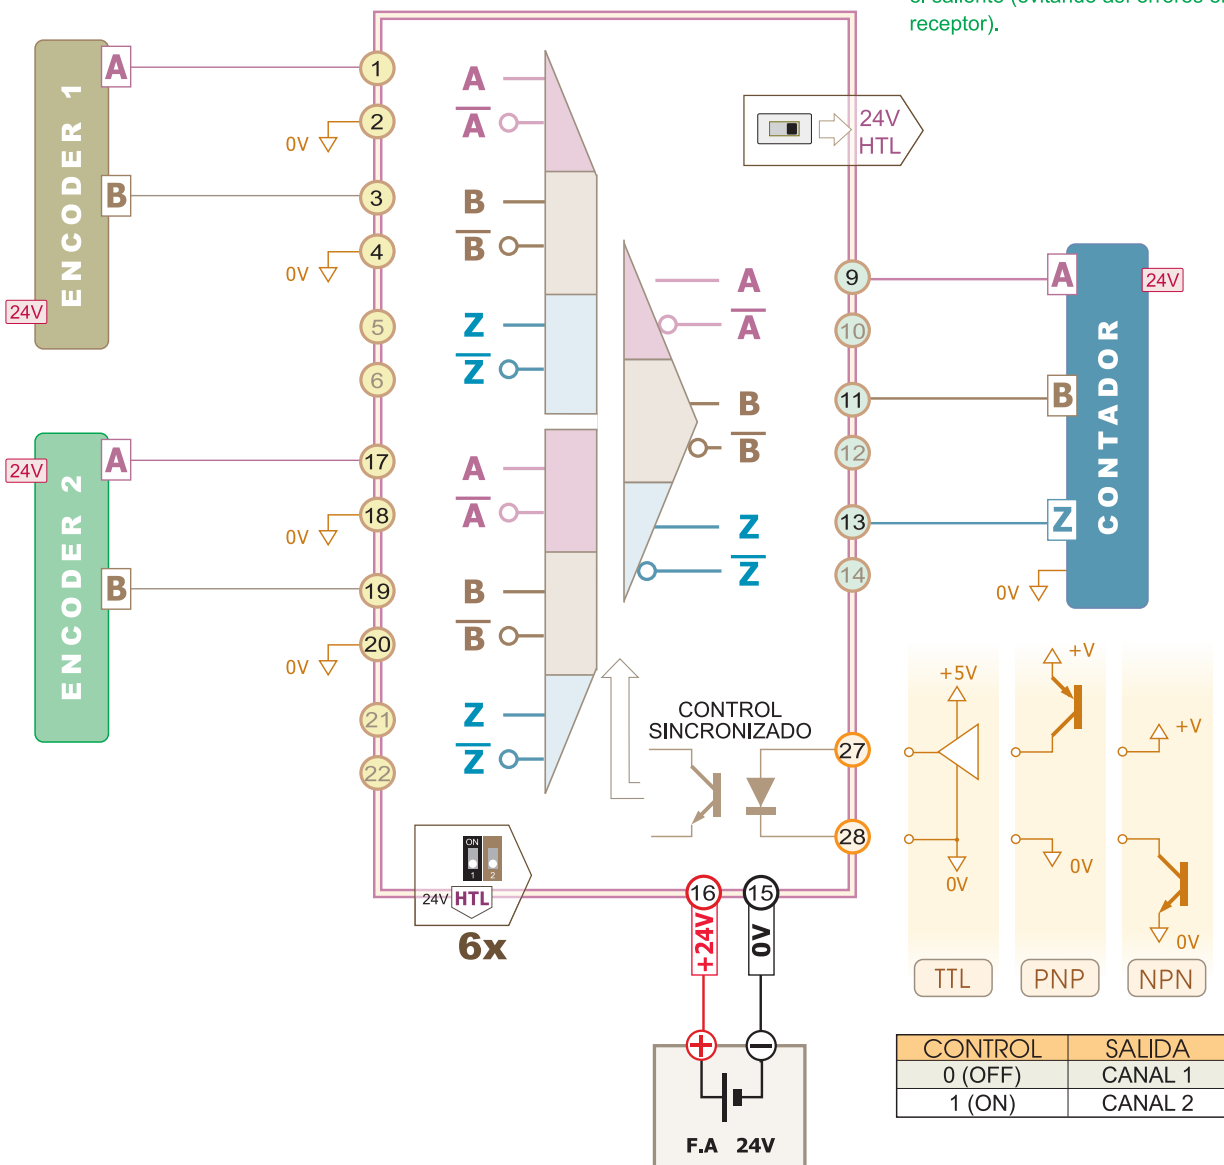 receptor).
ENCODER 1
A
B
24V
1
2
0V
3
4
0V
5
6
A
A
B
B
Z
Z
24V
HTL
A
A
B
B
Z
Z
9
10
11
12
13
14
A
B
Z
24V
CONTADOR
0V
ENCODER 2
A
B
24V
17
18
0V
19
20
0V
21
22
A
A
B
B
Z
Z
CONTROL
SINCRONIZADO
27
28
ON
1 2
24V HTL
6x
16
15
+24V
0V
F.A 24V
+5V
0V
TTL
+V
0V
PNP
+V
0V
NPN
CONTROL SALIDA
0 (OFF) CANAL 1
1 (ON) CANAL 2